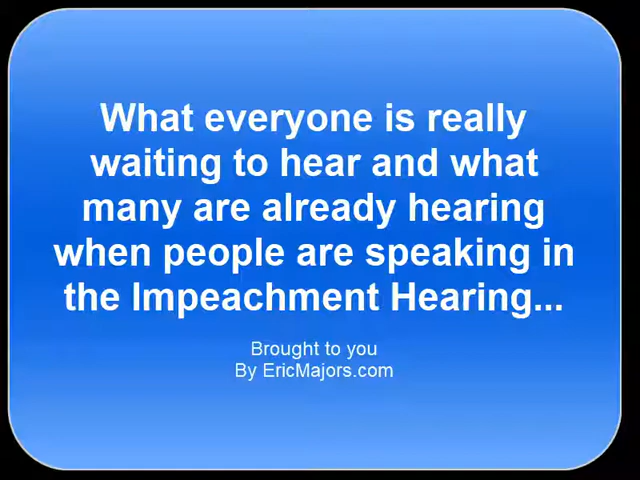 What everyone is really
waiting to hear and what
many are already hearing
when people are speaking in
the Impeachment Hearing...
Brought to you
By EricMajors.com